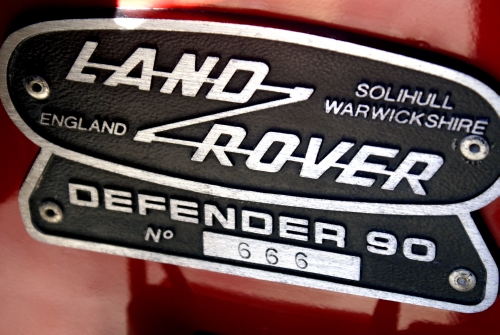 LAND
SOLIHULL
WARWICKSHIRE
ENGLAND
ROVER
DEFENDER 90
Nº 666